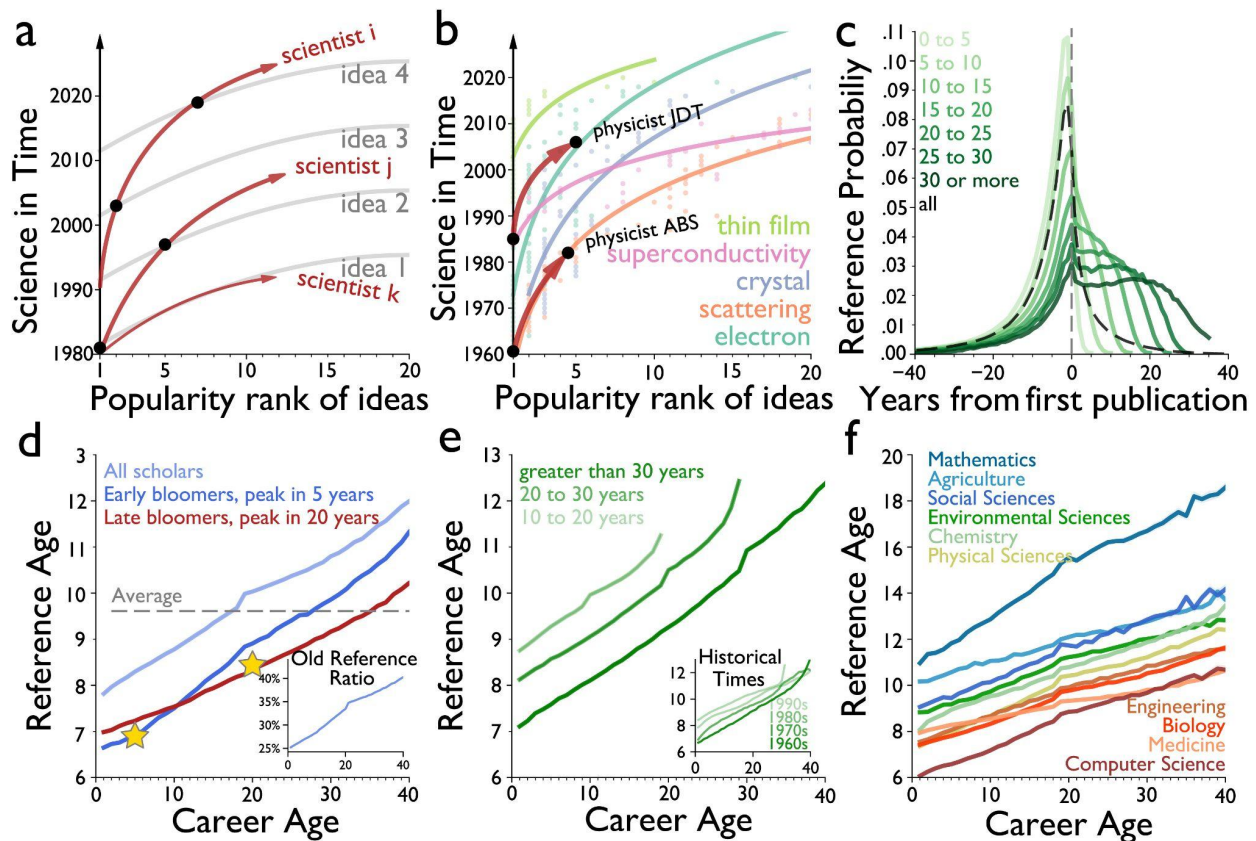 a
Science in Time
2020
2010
2000
1990
1980
0
5
10
15
20
Popularity rank of ideas
scientist i
idea 4
idea 3
scientist j
idea 2
idea 1
scientist k
b
Science in Time
2020
2010
2000
1990
1980
1970
1960
1
5
10
15
20
Popularity rank of ideas
physicist JDT
physicist ABS
thin film
superconductivity
crystal
scattering
electron
c
Reference Probability
.11
.10
.09
.08
.07
.06
.05
.04
.03
.02
.01
.00
−40
−20
0
20
40
Years from first publication
0 to 5
5 to 10
10 to 15
15 to 20
20 to 25
25 to 30
30 or more
all
d
Reference Age
13
12
11
10
9
8
7
6
0
10
20
30
40
Career Age
All scholars
Early bloomers, peak in 5 years
Late bloomers, peak in 20 years
Average
Old Reference
Ratio
40%
35%
30%
25%
0
20
40
e
Reference Age
13
12
11
10
9
8
7
6
0
10
20
30
40
Career Age
greater than 30 years
20 to 30 years
10 to 20 years
Historical
Times
12
10
8
6
0
20
40
1990s
1980s
1970s
1960s
f
Reference Age
20
18
16
14
12
10
8
6
0
10
20
30
40
Career Age
Mathematics
Agriculture
Social Sciences
Environmental Sciences
Chemistry
Physical Sciences
Engineering
Biology
Medicine
Computer Science